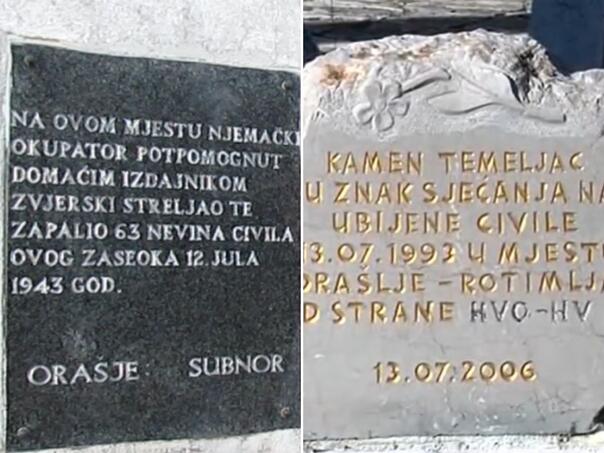 NA OVOM MJESTU NJEMAČKI
OKUPATOR POTPOMOGNUT
DOMAĆIM IZDAJNIKOM
ZVJERSKI STRELJAO TE
ZAPALIO 63 NEVINA CIVILA
OVOG ZASEOKA 12. JULA
1943 GOD.
ORAŠJE SUBNOR
KAMEN TEMELJAC
U ZNAK SJEĆANJA NA
UBIJENE CIVILE
13.07.1993 U MJESTU
ORAŠLJE - ROTIMLJA
OD STRANE HVO-HV
13.07.2006